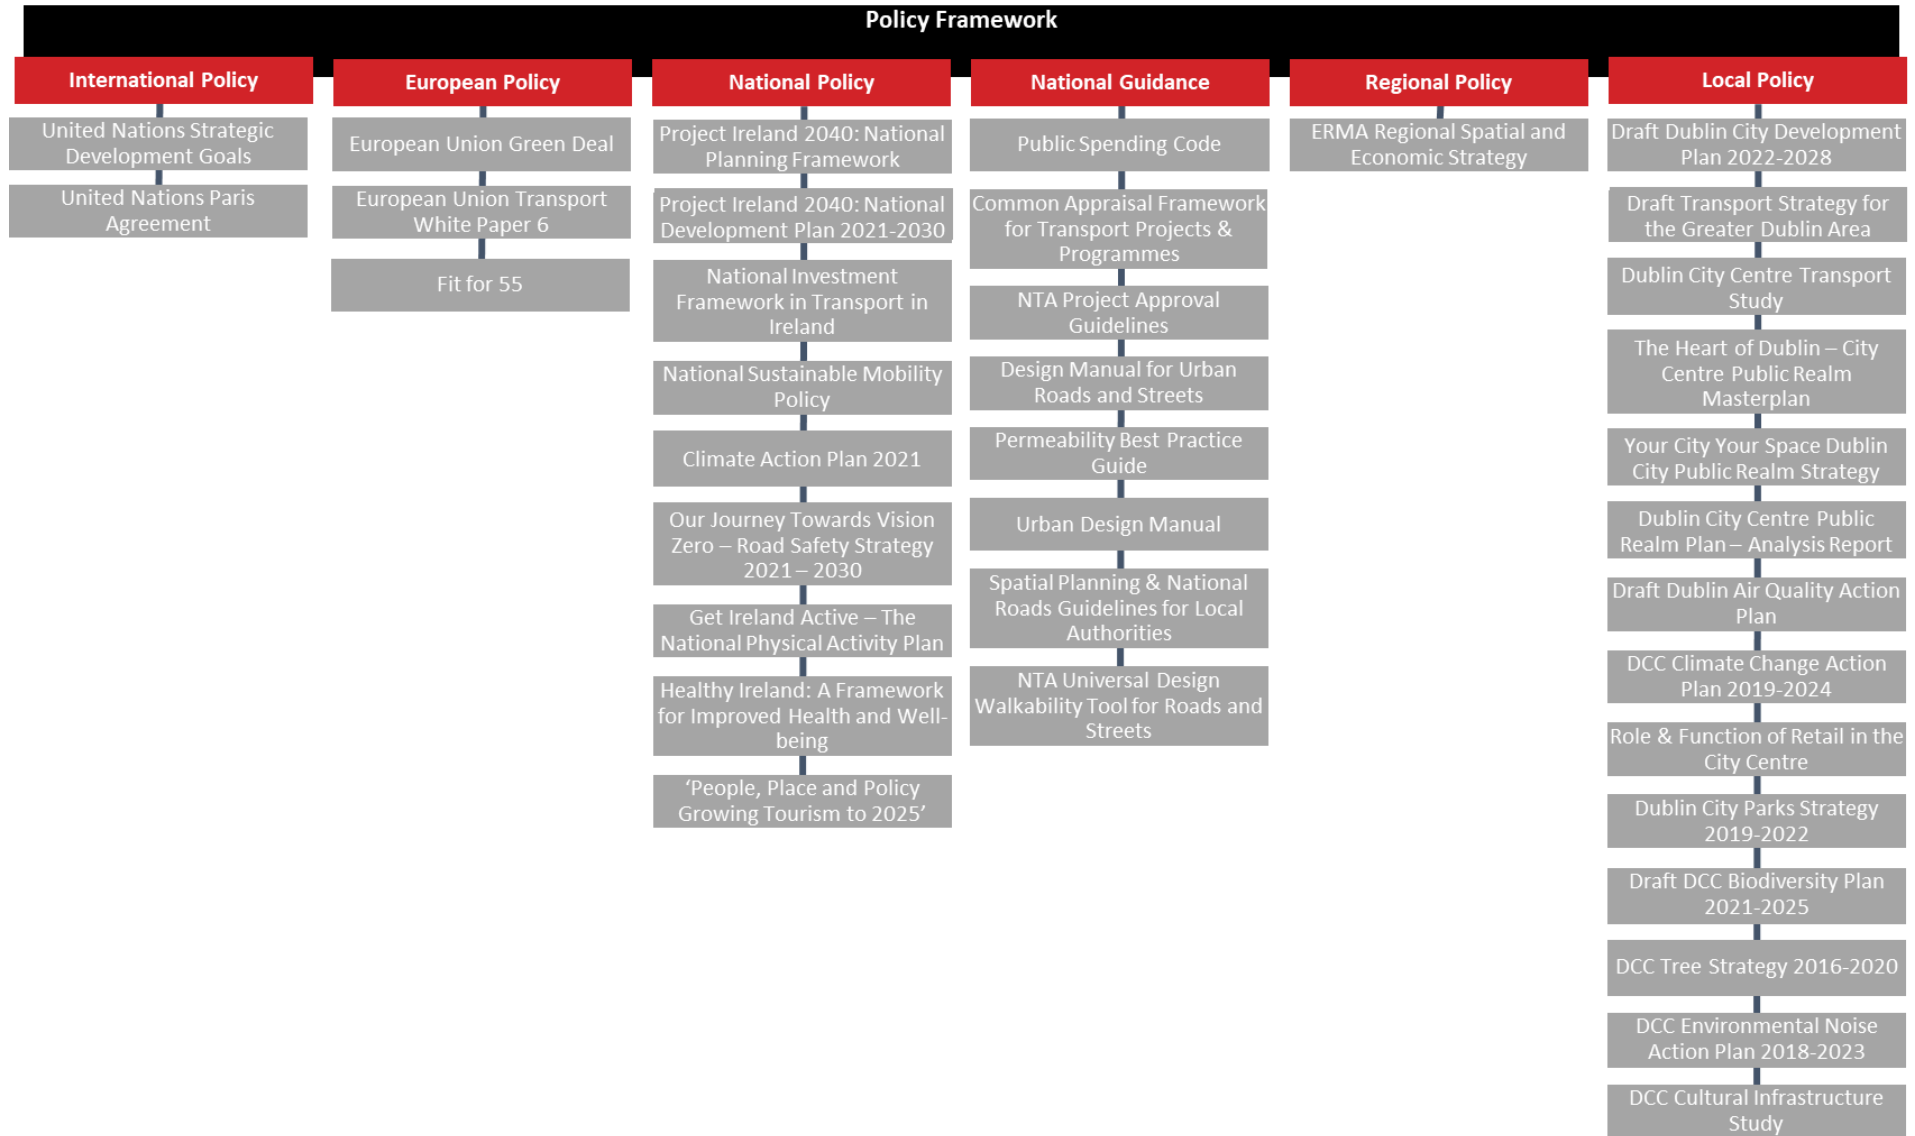 Policy Framework
International Policy
United Nations Strategic
Development Goals
United Nations Paris
Agreement
European Policy
European Union Green Deal
European Union Transport
White Paper 6
Fit for 55
National Policy
Project Ireland 2040: National
Planning Framework
Project Ireland 2040: National
Development Plan 2021-2030
National Investment
Framework in Transport in
Ireland
National Sustainable Mobility
Policy
Climate Action Plan 2021
Our Journey Towards Vision
Zero – Road Safety Strategy
2021 – 2030
Get Ireland Active – The
National Physical Activity Plan
Healthy Ireland: A Framework
for Improved Health and Well-
being
‘People, Place and Policy
Growing Tourism to 2025’
National Guidance
Public Spending Code
Common Appraisal Framework
for Transport Projects &
Programmes
NTA Project Approval
Guidelines
Design Manual for Urban
Roads and Streets
Permeability Best Practice
Guide
Urban Design Manual
Spatial Planning & National
Roads Guidelines for Local
Authorities
NTA Universal Design
Walkability Tool for Roads and
Streets
Regional Policy
ERMA Regional Spatial and
Economic Strategy
Local Policy
Draft Dublin City Development
Plan 2022-2028
Draft Transport Strategy for
the Greater Dublin Area
Dublin City Centre Transport
Study
The Heart of Dublin – City
Centre Public Realm
Masterplan
Your City Your Space Dublin
City Public Realm Strategy
Dublin City Centre Public
Realm Plan – Analysis Report
Draft Dublin Air Quality Action
Plan
DCC Climate Change Action
Plan 2019-2024
Role & Function of Retail in the
City Centre
Dublin City Parks Strategy
2019-2022
Draft DCC Biodiversity Plan
2021-2025
DCC Tree Strategy 2016-2020
DCC Environmental Noise
Action Plan 2018-2023
DCC Cultural Infrastructure
Study